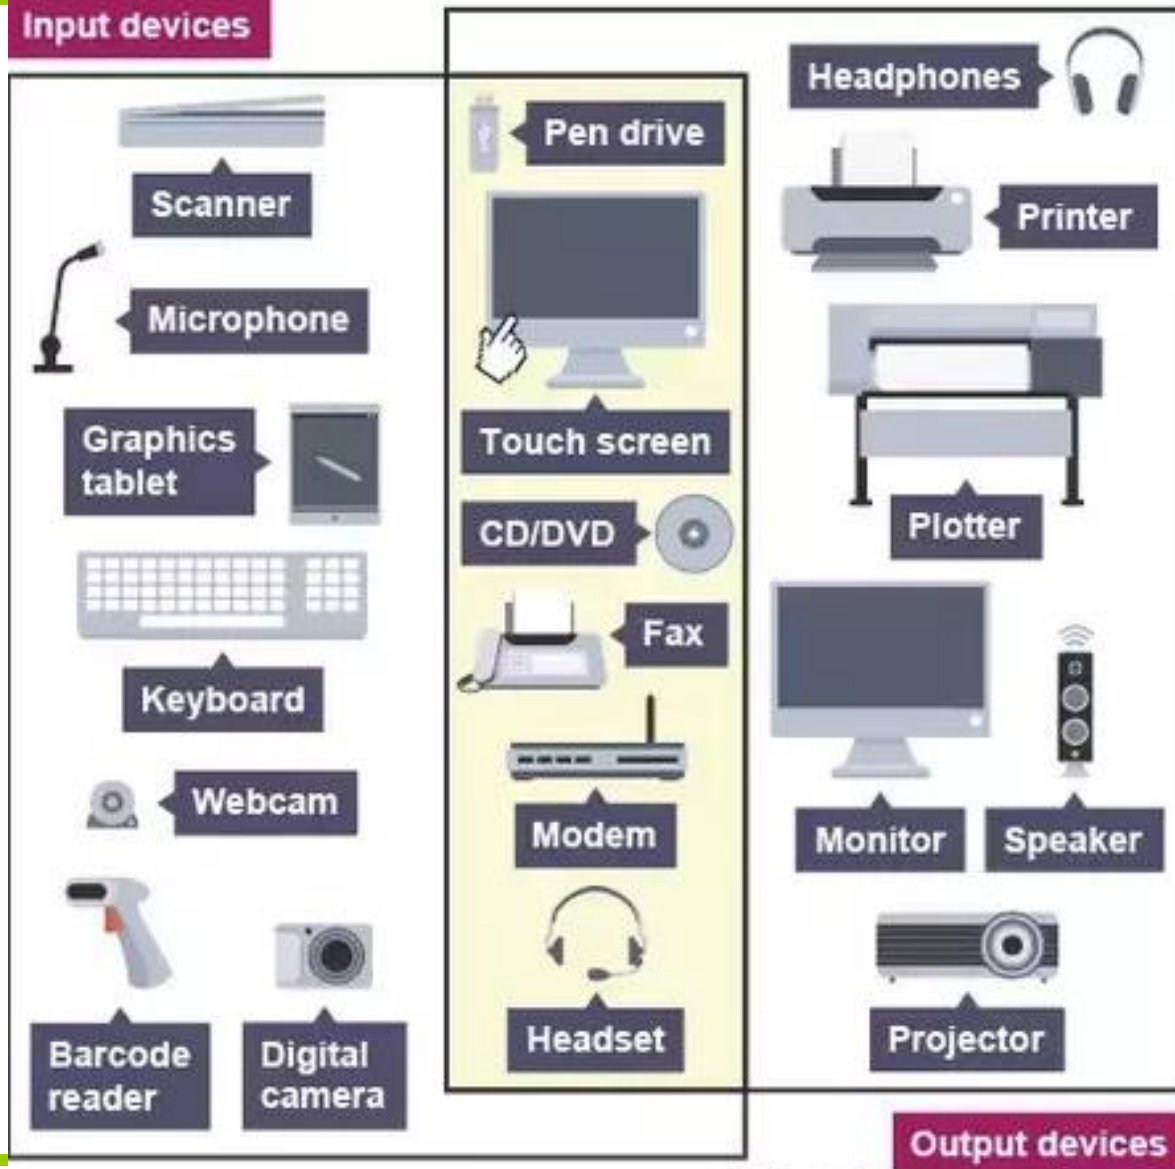 Input devices
Scanner
Microphone
Graphics
tablet
Keyboard
Webcam
Barcode
reader
Digital
camera
Pen drive
Touch screen
CD/DVD
Fax
Modem
Headset
Headphones
Printer
Plotter
Monitor
Speaker
Projector
Output devices